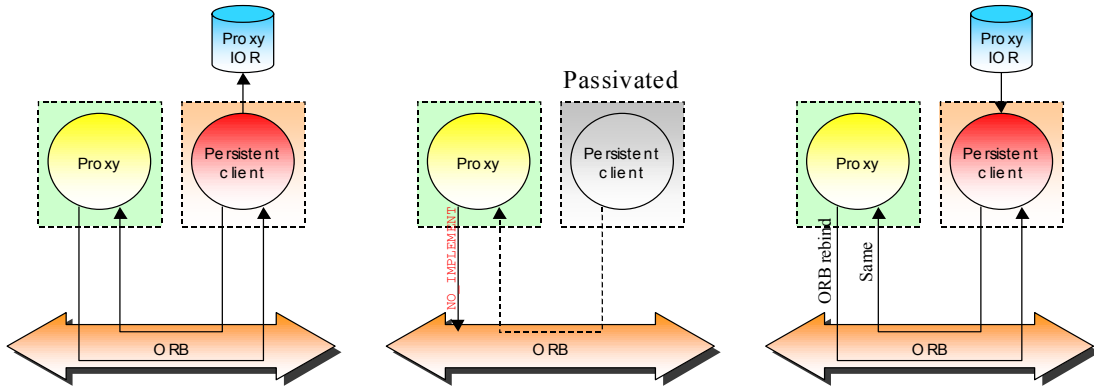 Proxy
IOR
Proxy
Persistent
client
ORB
Passivated
Proxy
Persistent
client
NO_IMPLEMENT
ORB
Proxy
IOR
Proxy
Persistent
client
ORB rebind
Same
ORB